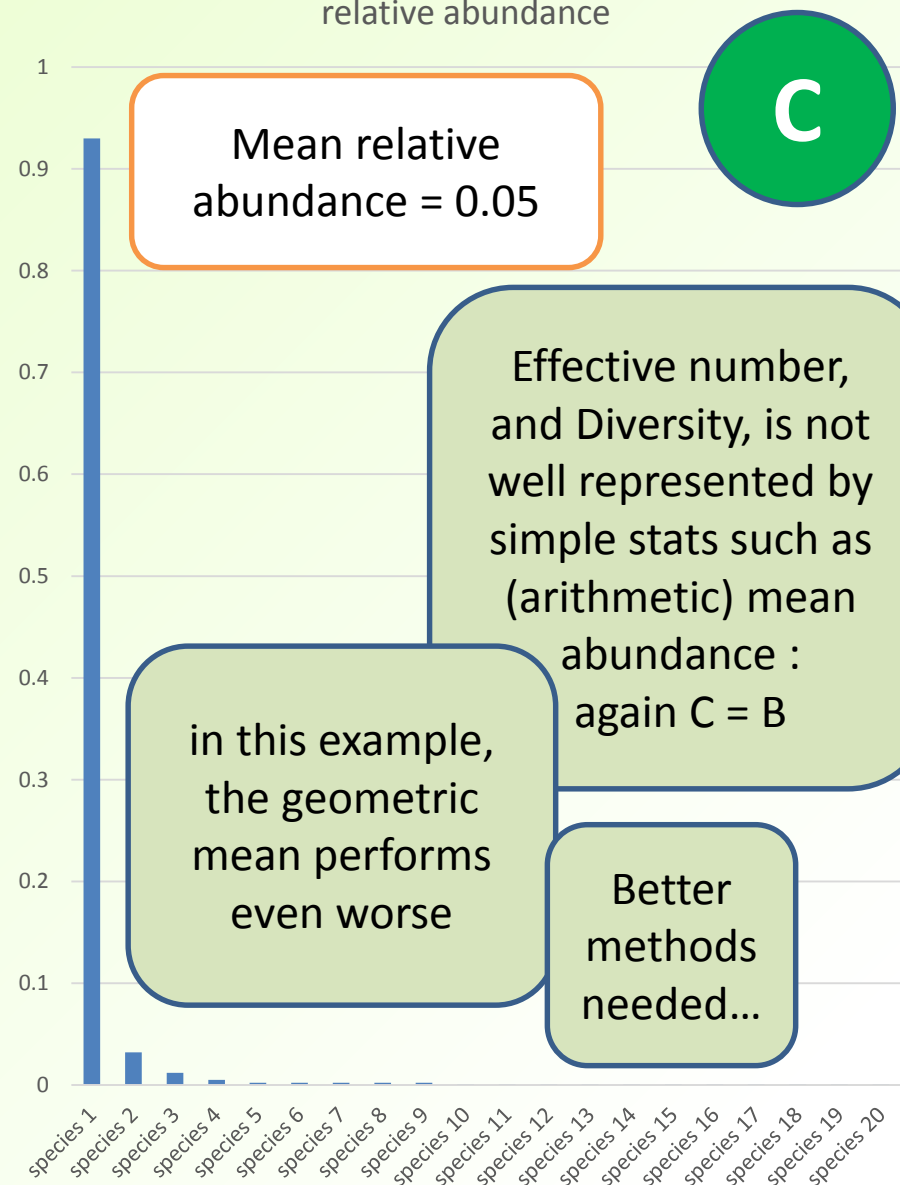 relative abundance
C
Mean relative
abundance = 0.05
Effective number,
and Diversity, is not
well represented by
simple stats such as
(arithmetic) mean
abundance :
again C = B
in this example,
the geometric
mean performs
even worse
Better
methods
needed…
1
0.9
0.8
0.7
0.6
0.5
0.4
0.3
0.2
0.1
0
species 1
species 2
species 3
species 4
species 5
species 6
species 7
species 8
species 9
species 10
species 11
species 12
species 13
species 14
species 15
species 16
species 17
species 18
species 19
species 20